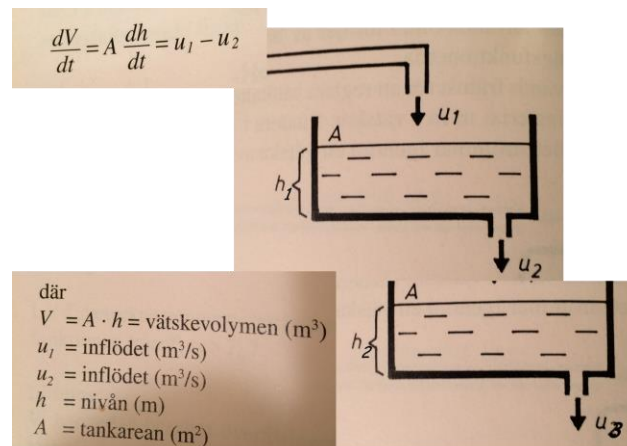 dV/dt = A dh/dt = u₁ − u₂
u₁
A
h₁
u₂
A
h₂
u₃
där
V = A · h = vätskevolymen (m³)
u₁ = inflödet (m³/s)
u₂ = inflödet (m³/s)
h = nivån (m)
A = tankarean (m²)